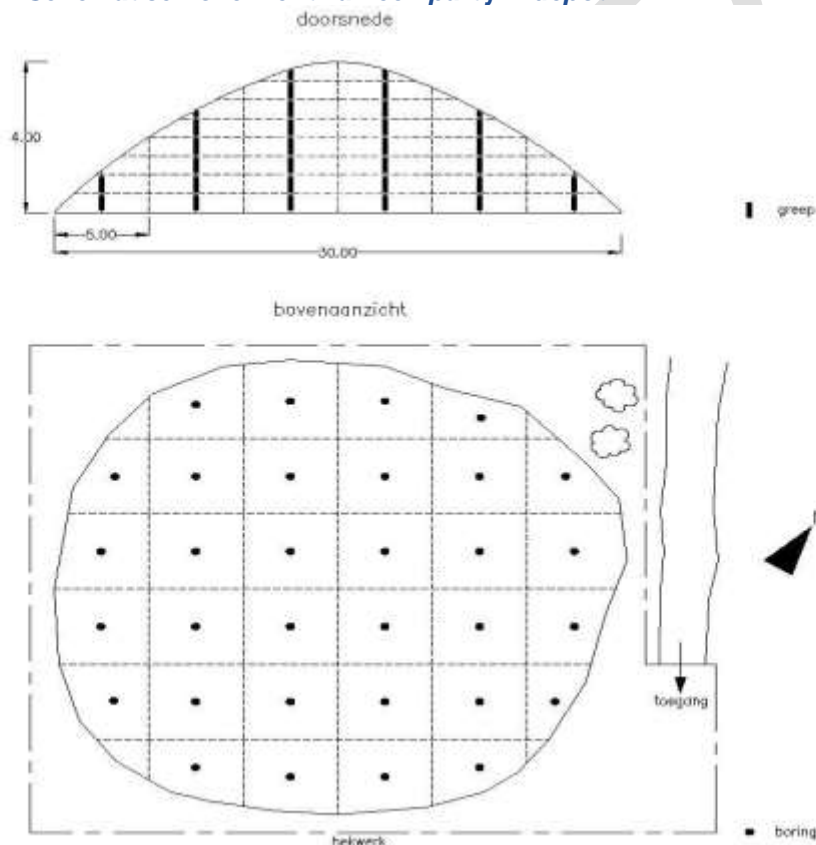 doorsnede
4.00
greep
5.00
30.00
bovenaanzicht
toegang
boring
hekwerk